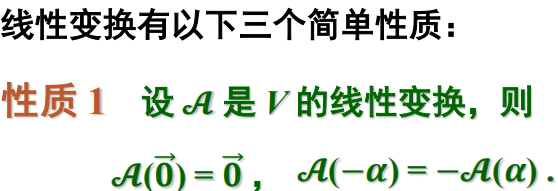 线性变换有以下三个简单性质：
性质 1 设 𝒜 是 V 的线性变换，则
𝒜(0⃗) = 0⃗ ， 𝒜(−α) = −𝒜(α) .